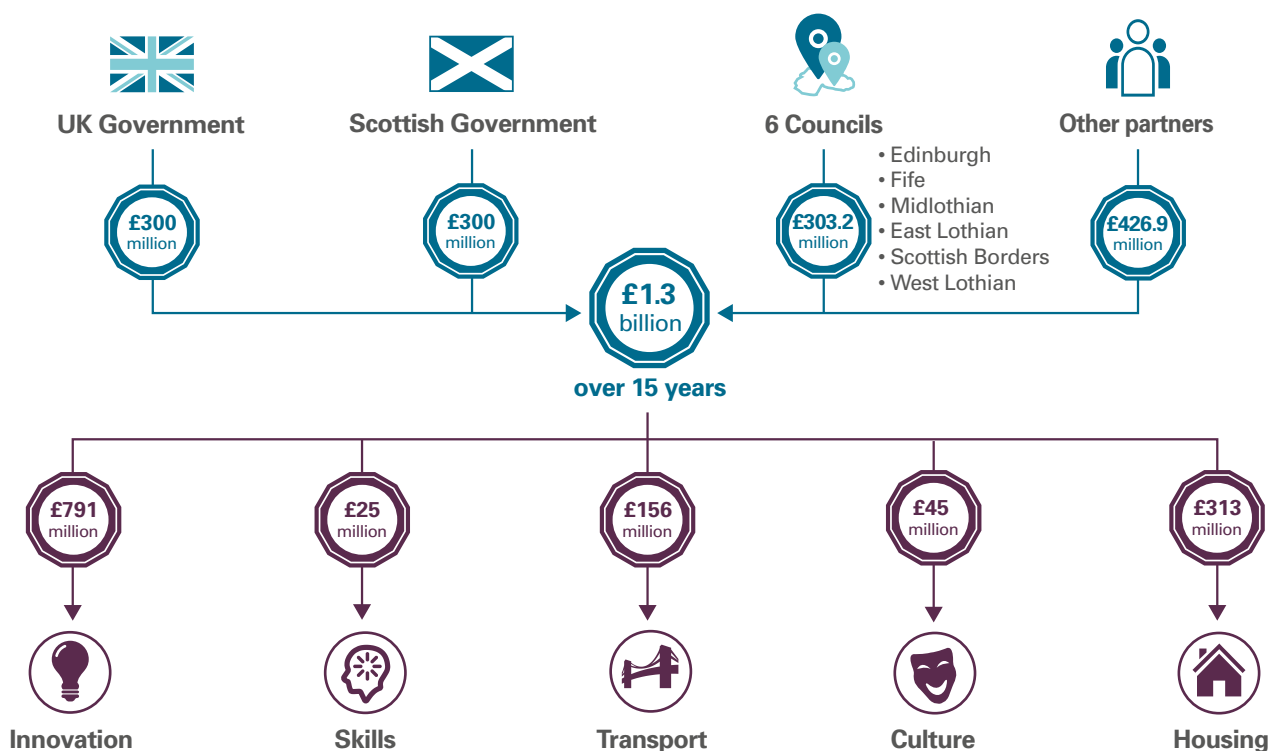 UK Government
Scottish Government
6 Councils
Other partners
• Edinburgh
• Fife
• Midlothian
• East Lothian
• Scottish Borders
• West Lothian
£300
million
£300
million
£303.2
million
£426.9
million
£1.3
billion
over 15 years
£791
million
£25
million
£156
million
£45
million
£313
million
Innovation
Skills
Transport
Culture
Housing